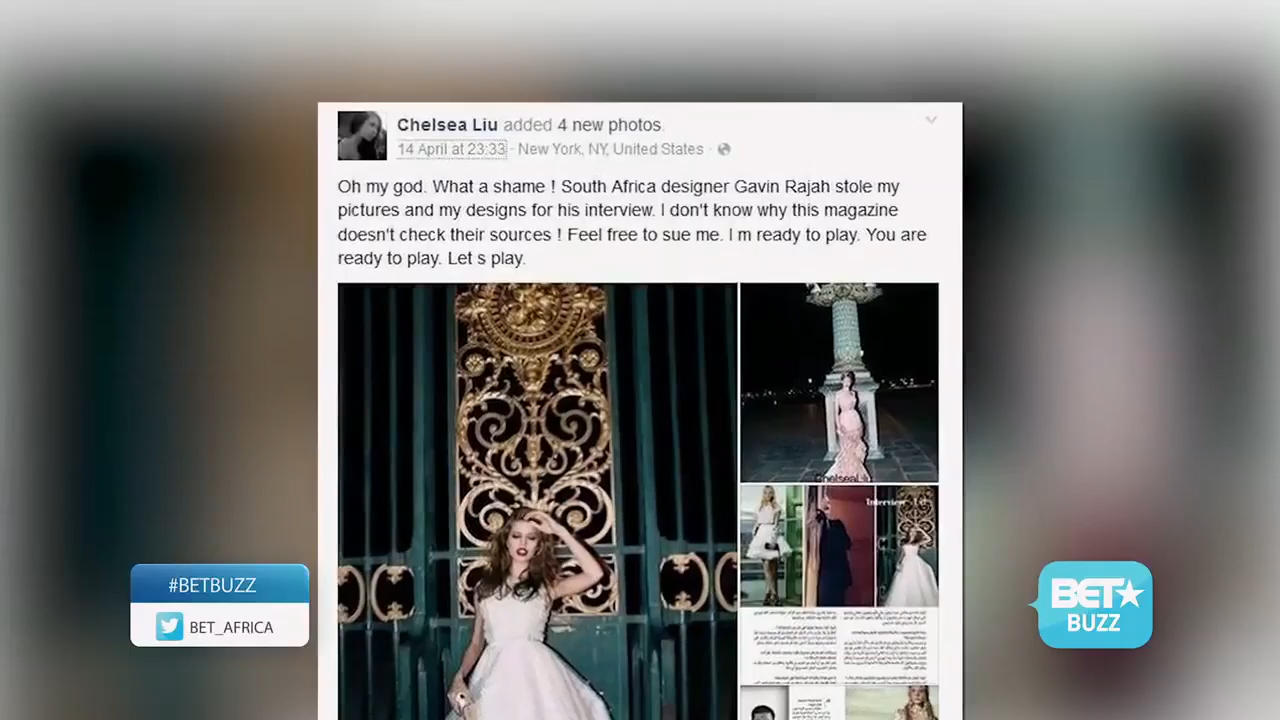 Chelsea Liu added 4 new photos.
14 April at 23:33 · New York, NY, United States ·
Oh my god. What a shame ! South Africa designer Gavin Rajah stole my
pictures and my designs for his interview. I don't know why this magazine
doesn't check their sources ! Feel free to sue me. I m ready to play. You are
ready to play. Let s play.
Interview
#BETBUZZ
BET_AFRICA
BET
BUZZ